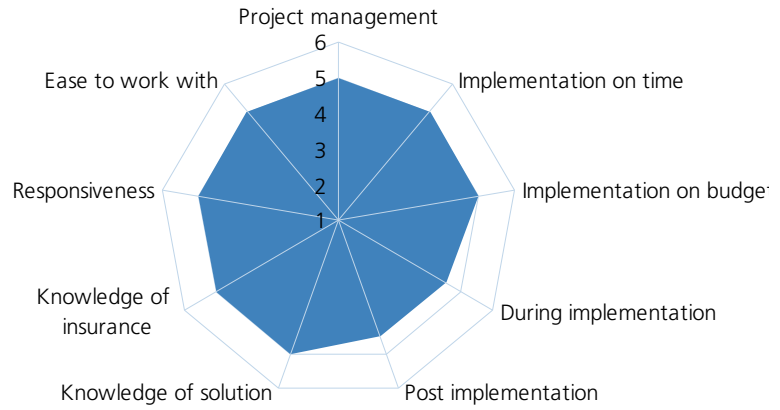 Project management
6
Ease to work with
5
Implementation on time
4
3
Responsiveness
2
Implementation on budget
1
Knowledge of
insurance
During implementation
Knowledge of solution
Post implementation